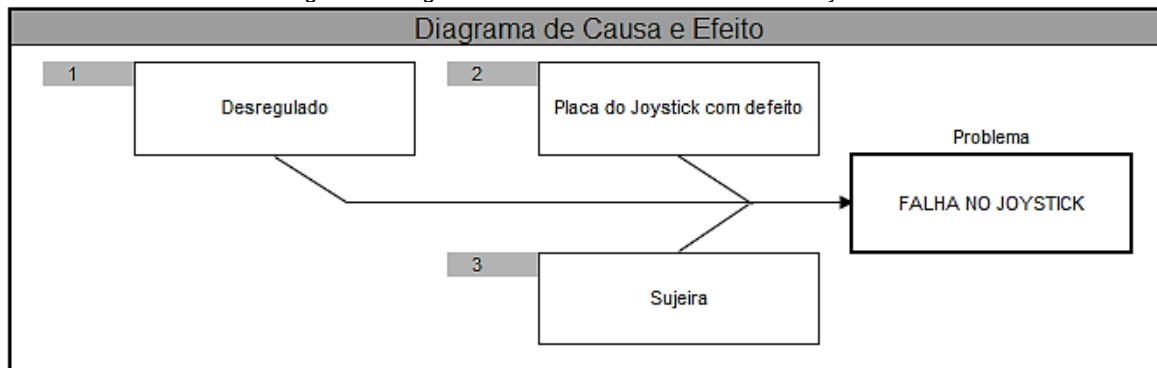 Diagrama de Causa e Efeito
1
Desregulado
2
Placa do Joystick com defeito
Problema
FALHA NO JOYSTICK
3
Sujeira